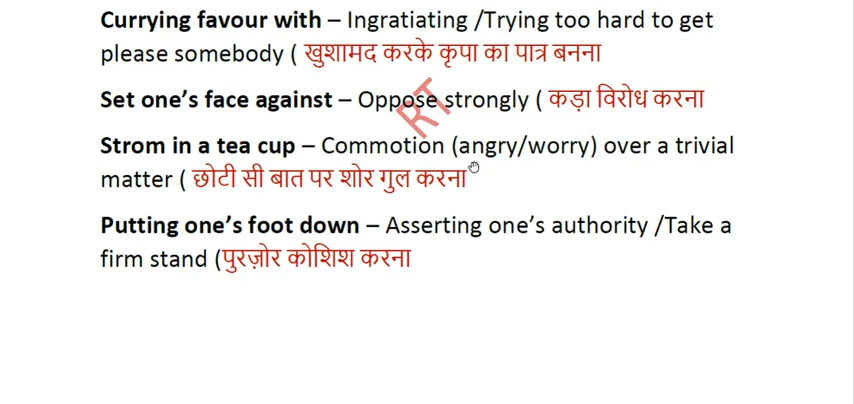 Currying favour with – Ingratiating /Trying too hard to get
please somebody ( खुशामद करके कृपा का पात्र बनना
Set one's face against – Oppose strongly ( कड़ा विरोध करना
Strom in a tea cup – Commotion (angry/worry) over a trivial
matter ( छोटी सी बात पर शोर गुल करना
Putting one's foot down – Asserting one's authority /Take a
firm stand (पुरज़ोर कोशिश करना
RT